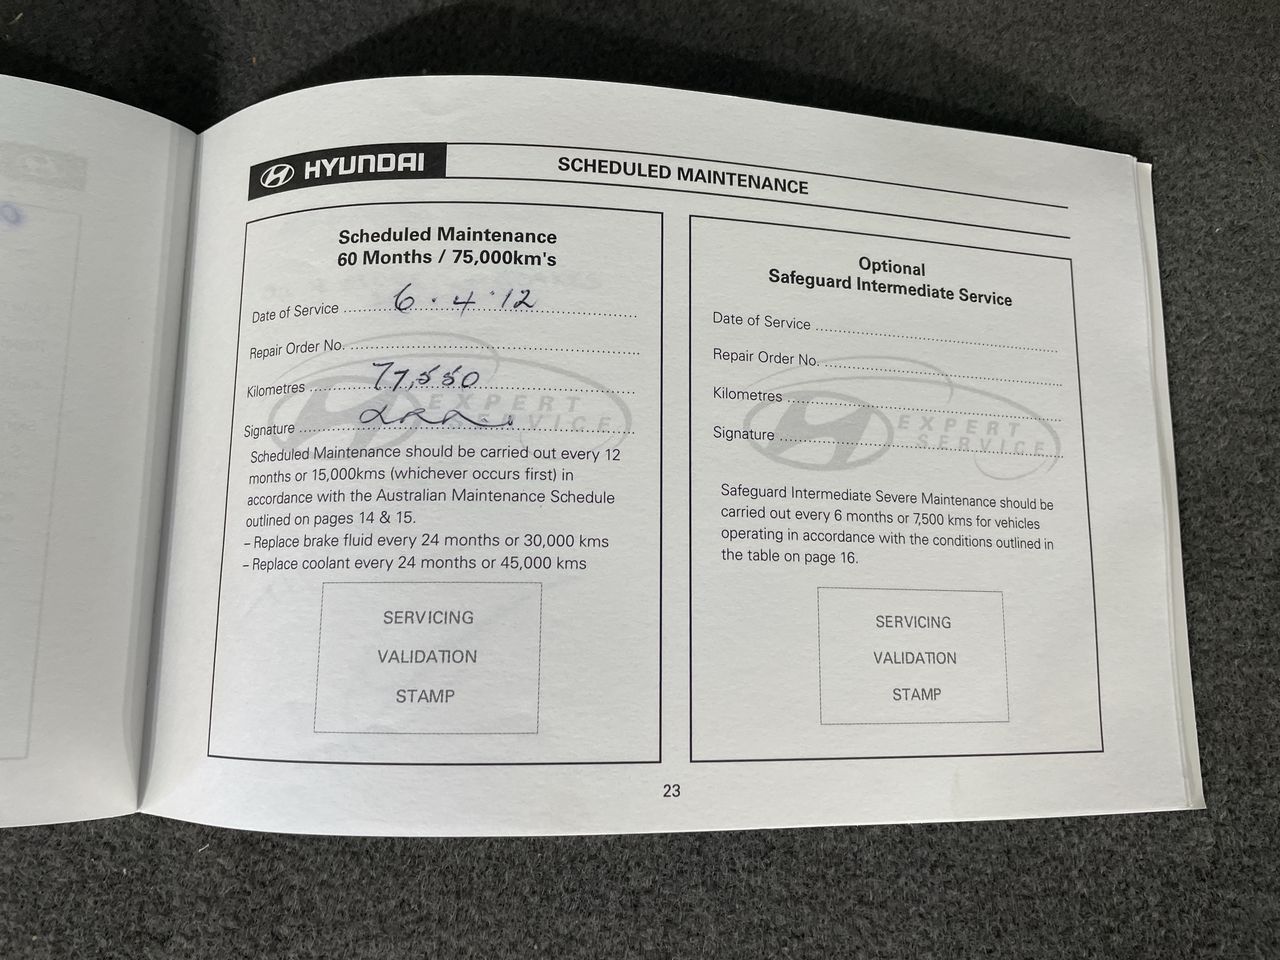 HYUNDAI
SCHEDULED MAINTENANCE
Scheduled Maintenance
60 Months / 75,000km's
Date of Service 6.4.12
Repair Order No.
Kilometres 77,550
Signature
EXPERT
SERVICE
Scheduled Maintenance should be carried out every 12
months or 15,000kms (whichever occurs first) in
accordance with the Australian Maintenance Schedule
outlined on pages 14 & 15.
– Replace brake fluid every 24 months or 30,000 kms
– Replace coolant every 24 months or 45,000 kms
SERVICING
VALIDATION
STAMP
Optional
Safeguard Intermediate Service
Date of Service
Repair Order No.
Kilometres
Signature
EXPERT
SERVICE
Safeguard Intermediate Severe Maintenance should be
carried out every 6 months or 7,500 kms for vehicles
operating in accordance with the conditions outlined in
the table on page 16.
SERVICING
VALIDATION
STAMP
23